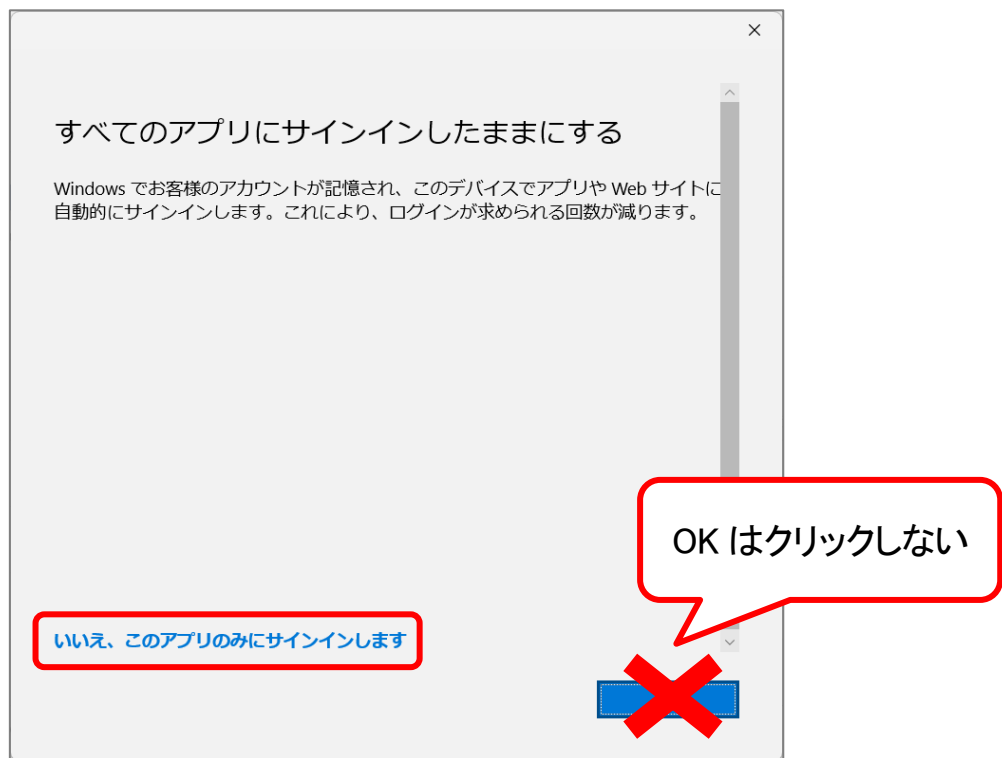 すべてのアプリにサインインしたままにする
Windows でお客様のアカウントが記憶され、このデバイスでアプリや Web サイトに
自動的にサインインします。これにより、ログインが求められる回数が減ります。
OK はクリックしない
いいえ、このアプリのみにサインインします